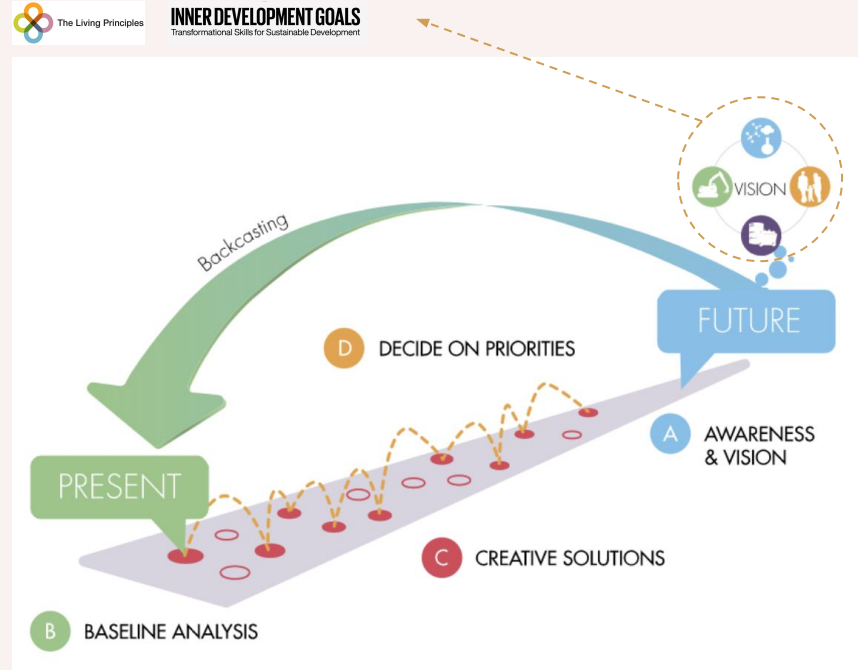 The Living Principles
INNER DEVELOPMENT GOALS
Transformational Skills for Sustainable Development
VISION
Backcasting
FUTURE
D DECIDE ON PRIORITIES
A AWARENESS
& VISION
PRESENT
C CREATIVE SOLUTIONS
B BASELINE ANALYSIS